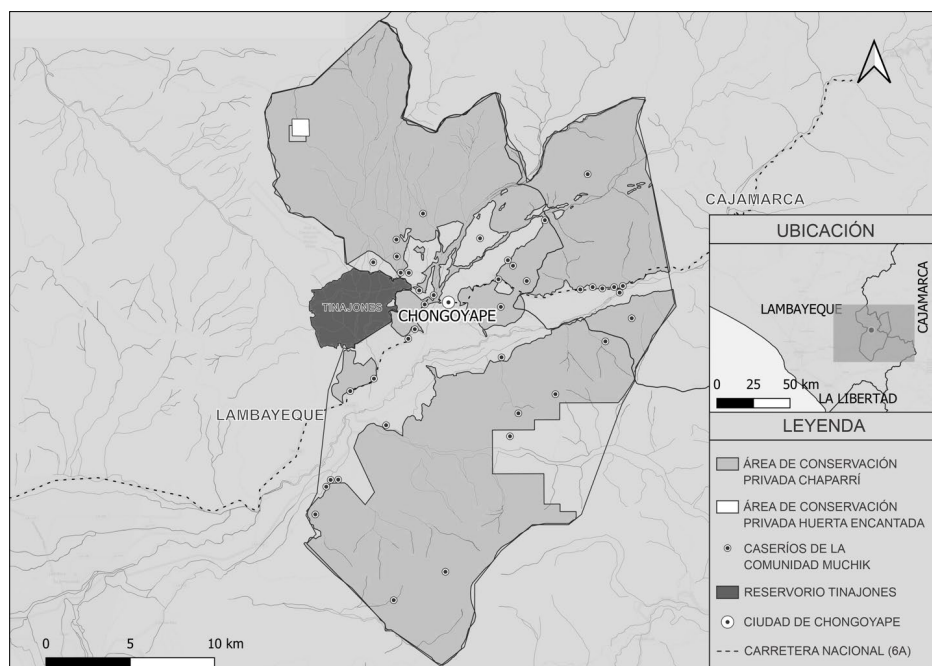 CAJAMARCA
TINAJONES
CHONGOYAPE
LAMBAYEQUE
0 5 10 km
UBICACIÓN
LAMBAYEQUE
CAJAMARCA
0 25 50 km
LA LIBERTAD
LEYENDA
ÁREA DE CONSERVACIÓN
PRIVADA CHAPARRÍ
ÁREA DE CONSERVACIÓN
PRIVADA HUERTA ENCANTADA
CASERÍOS DE LA
COMUNIDAD MUCHIK
RESERVORIO TINAJONES
CIUDAD DE CHONGOYAPE
CARRETERA NACIONAL (6A)